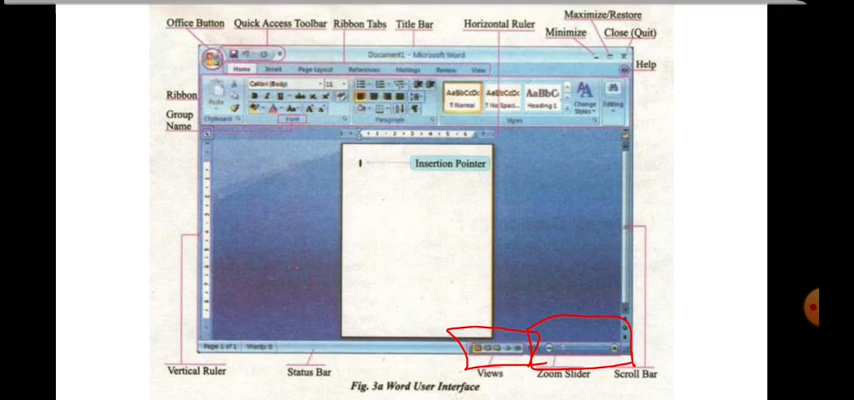 Office Button Quick Access Toolbar Ribbon Tabs Title Bar Horizontal Ruler Maximize/Restore
Minimize Close (Quit)
Document1 - Microsoft Word
Help
Home Insert Page Layout References Mailings Review View
Ribbon
Calibri (Body) 11
AaBbCcDc AaBbCcDc AaBbC
Paste
¶ Normal ¶ No Spaci... Heading 1 Change Styles Editing
Group
Name
Clipboard Font Paragraph Styles
Insertion Pointer
Page: 1 of 1 Words: 0
Vertical Ruler Status Bar Views Zoom Slider Scroll Bar
Fig. 3a Word User Interface